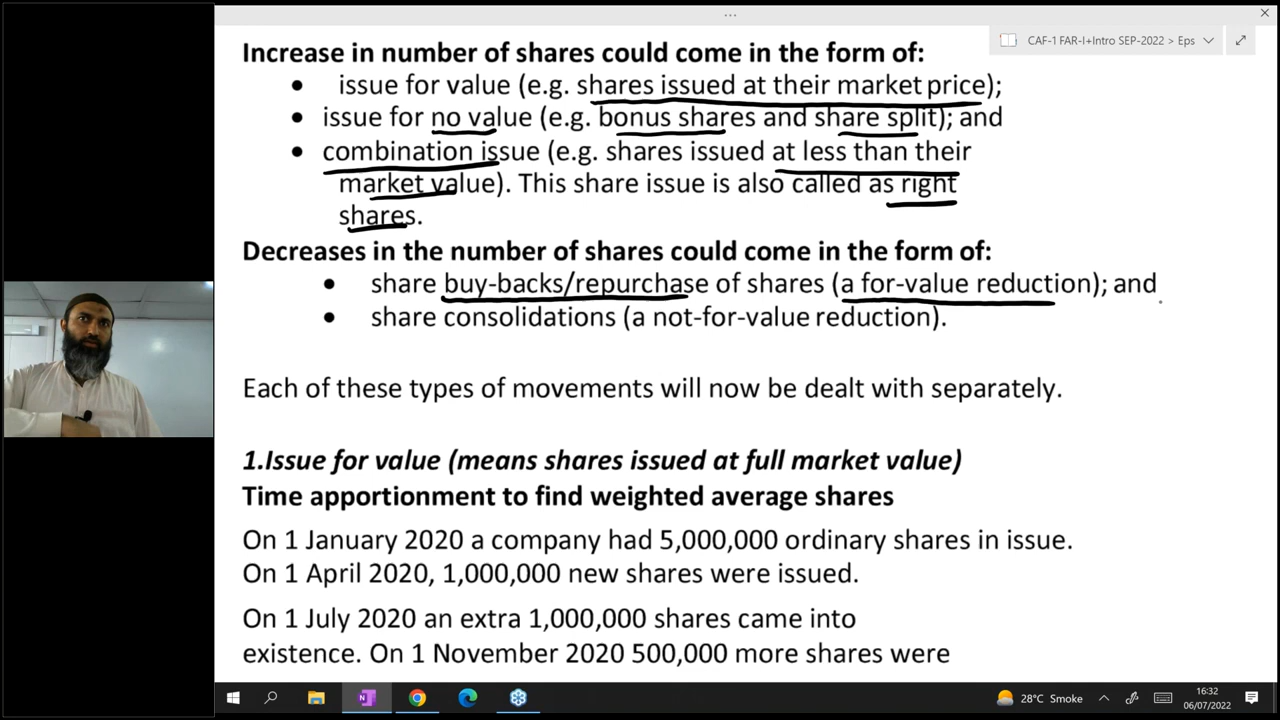 CAF-1 FAR-I+Intro SEP-2022 > Eps
Increase in number of shares could come in the form of:
• issue for value (e.g. shares issued at their market price);
• issue for no value (e.g. bonus shares and share split); and
• combination issue (e.g. shares issued at less than their
market value). This share issue is also called as right
shares.
Decreases in the number of shares could come in the form of:
• share buy-backs/repurchase of shares (a for-value reduction); and
• share consolidations (a not-for-value reduction).
Each of these types of movements will now be dealt with separately.
1.Issue for value (means shares issued at full market value)
Time apportionment to find weighted average shares
On 1 January 2020 a company had 5,000,000 ordinary shares in issue.
On 1 April 2020, 1,000,000 new shares were issued.
On 1 July 2020 an extra 1,000,000 shares came into
existence. On 1 November 2020 500,000 more shares were
28°C Smoke
16:32
06/07/2022